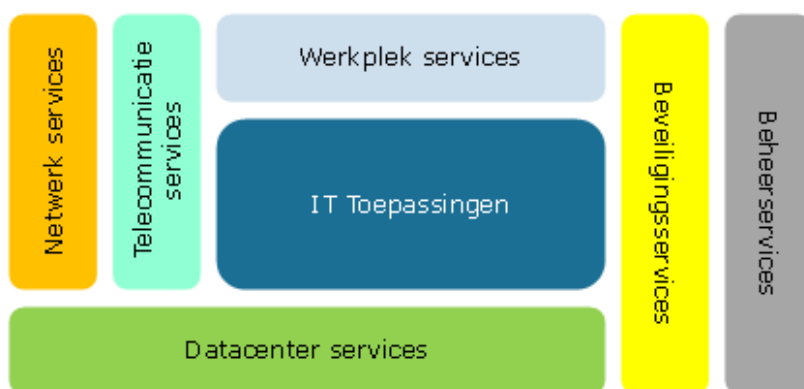 Netwerk services
Telecommunicatie
services
Werkplek services
IT Toepassingen
Beveiligingsservices
Beheerservices
Datacenter services